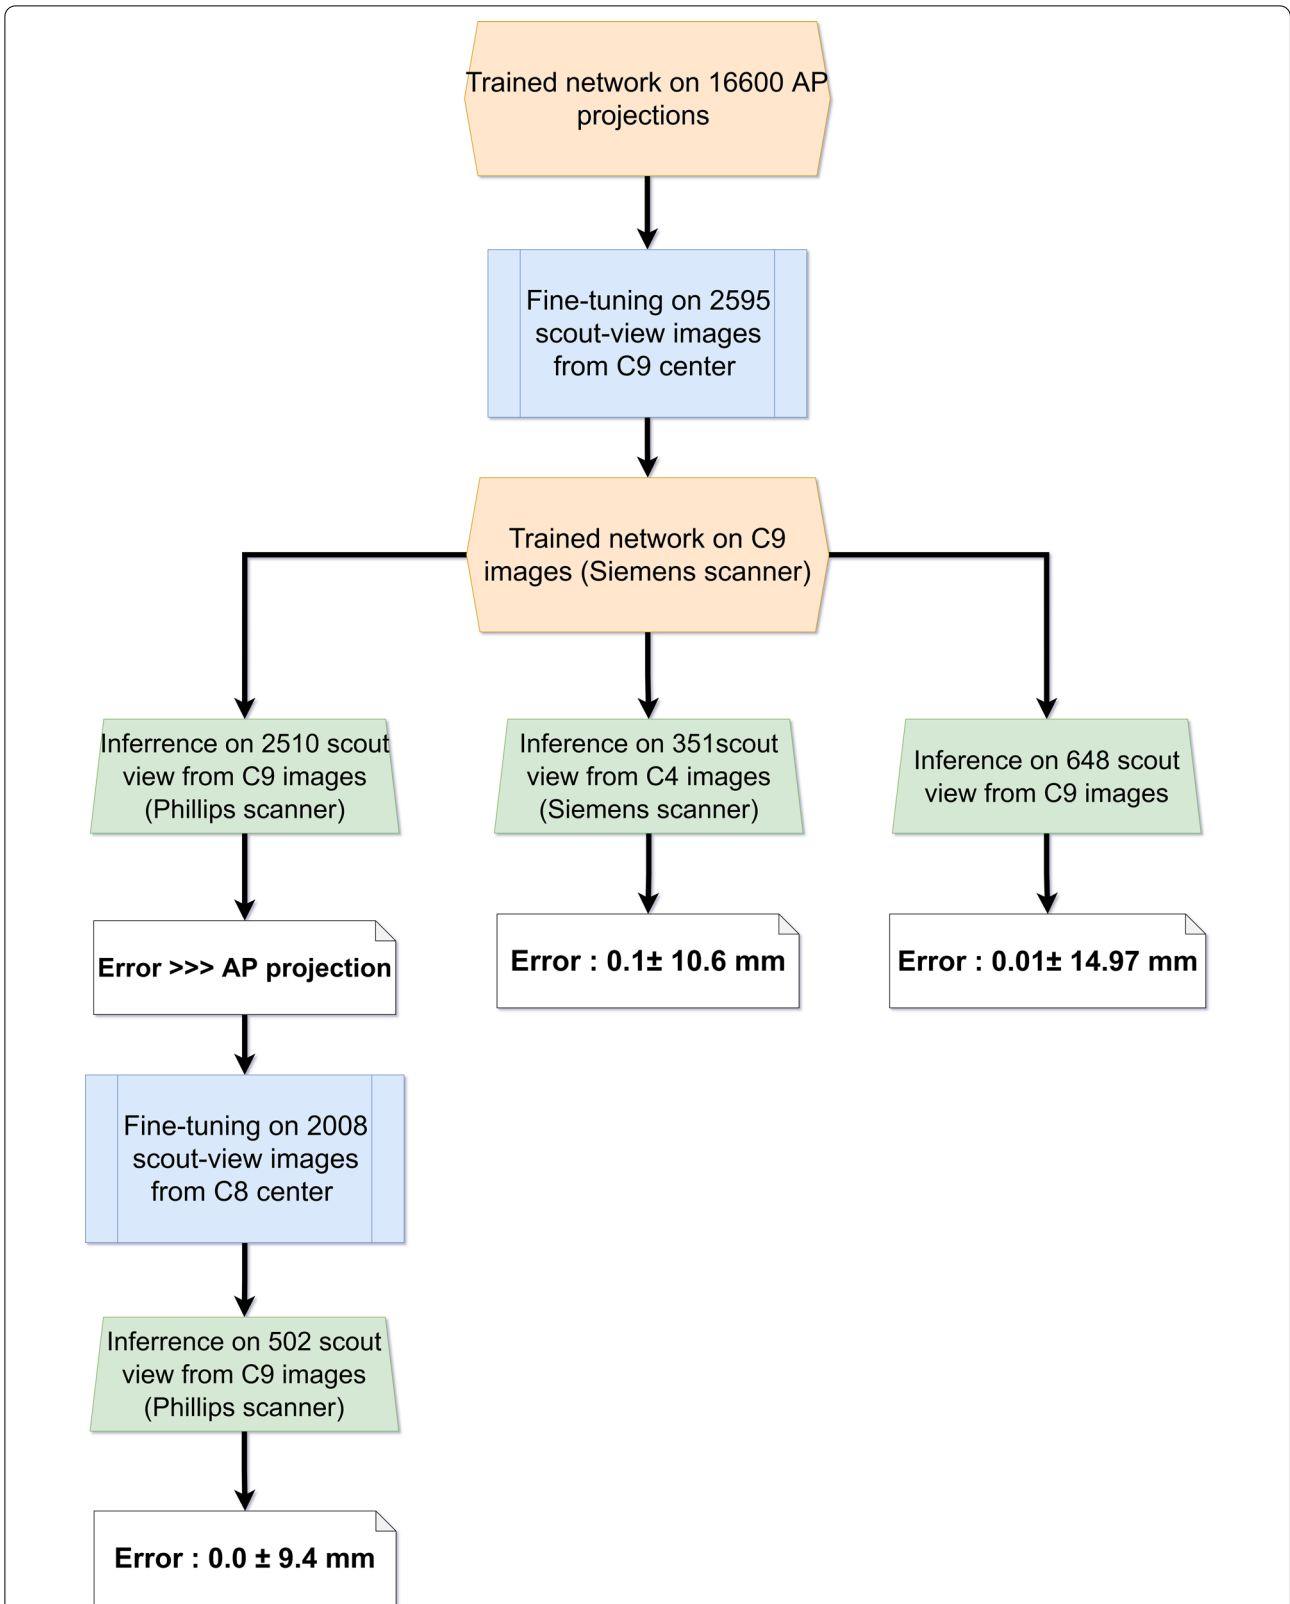 Trained network on 16600 AP
projections
Fine-tuning on 2595
scout-view images
from C9 center
Trained network on C9
images (Siemens scanner)
Inferrence on 2510 scout
view from C9 images
(Phillips scanner)
Inference on 351scout
view from C4 images
(Siemens scanner)
Inference on 648 scout
view from C9 images
Error >>> AP projection
Error : 0.1± 10.6 mm
Error : 0.01± 14.97 mm
Fine-tuning on 2008
scout-view images
from C8 center
Inferrence on 502 scout
view from C9 images
(Phillips scanner)
Error : 0.0 ± 9.4 mm